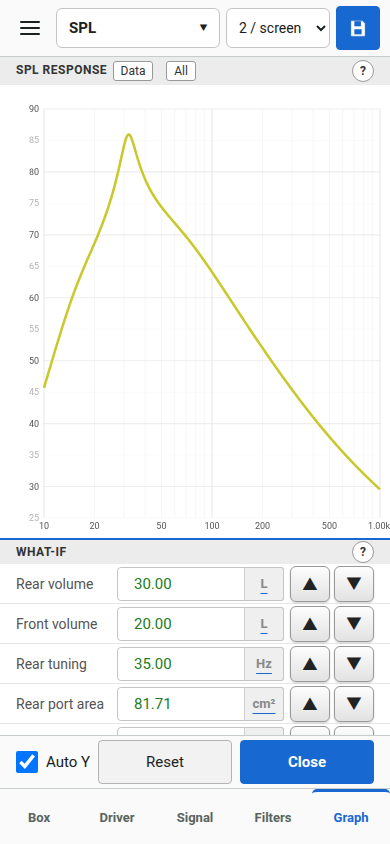 SPL ▼ 2 / screen
SPL RESPONSE Data All ?
90
85
80
75
70
65
60
55
50
45
40
35
30
25
10 20 50 100 200 500 1.00k
WHAT-IF ?
Rear volume 30.00 L ▲ ▼
Front volume 20.00 L ▲ ▼
Rear tuning 35.00 Hz ▲ ▼
Rear port area 81.71 cm² ▲ ▼
Auto Y Reset Close
Box Driver Signal Filters Graph